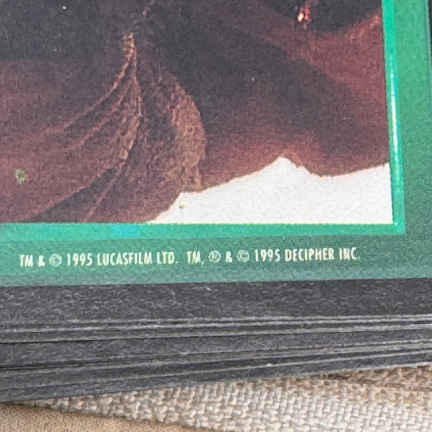 TM & © 1995 LUCASFILM LTD. TM, ® & © 1995 DECIPHER INC.